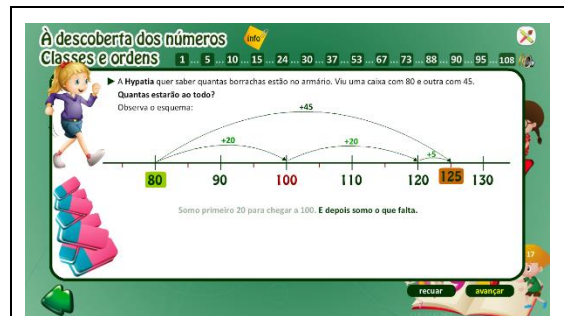 À descoberta dos números
info
Classes e ordens
1 ... 5 ... 10 ... 15 ... 24 ... 30 ... 37 ... 53 ... 67 ... 73 ... 88 ... 90 ... 95 ... 108
A Hypatia quer saber quantas borrachas estão no armário. Viu uma caixa com 80 e outra com 45.
Quantas estarão ao todo?
Observa o esquema:
+45
+20 +20 +5
80 90 100 110 120 125 130
Somo primeiro 20 para chegar a 100. E depois somo o que falta.
17
recuar avançar